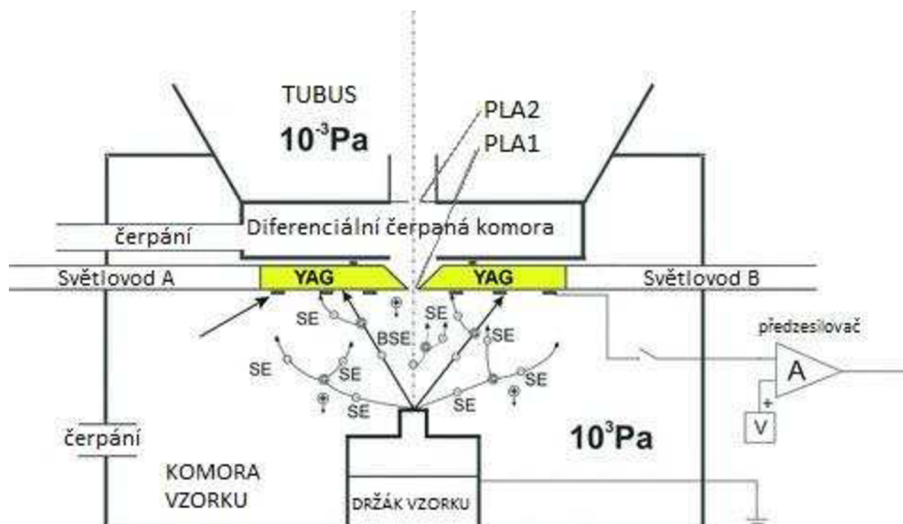 TUBUS
10⁻³Pa
PLA2
PLA1
Diferenciální čerpaná komora
čerpání
Světlovod A
YAG
YAG
Světlovod B
SE
BSE
SE
SE
předzesilovač
SE
SE
SE
SE
SE
SE
A
+
V
čerpání
10³Pa
KOMORA
VZORKU
DRŽÁK VZORKU